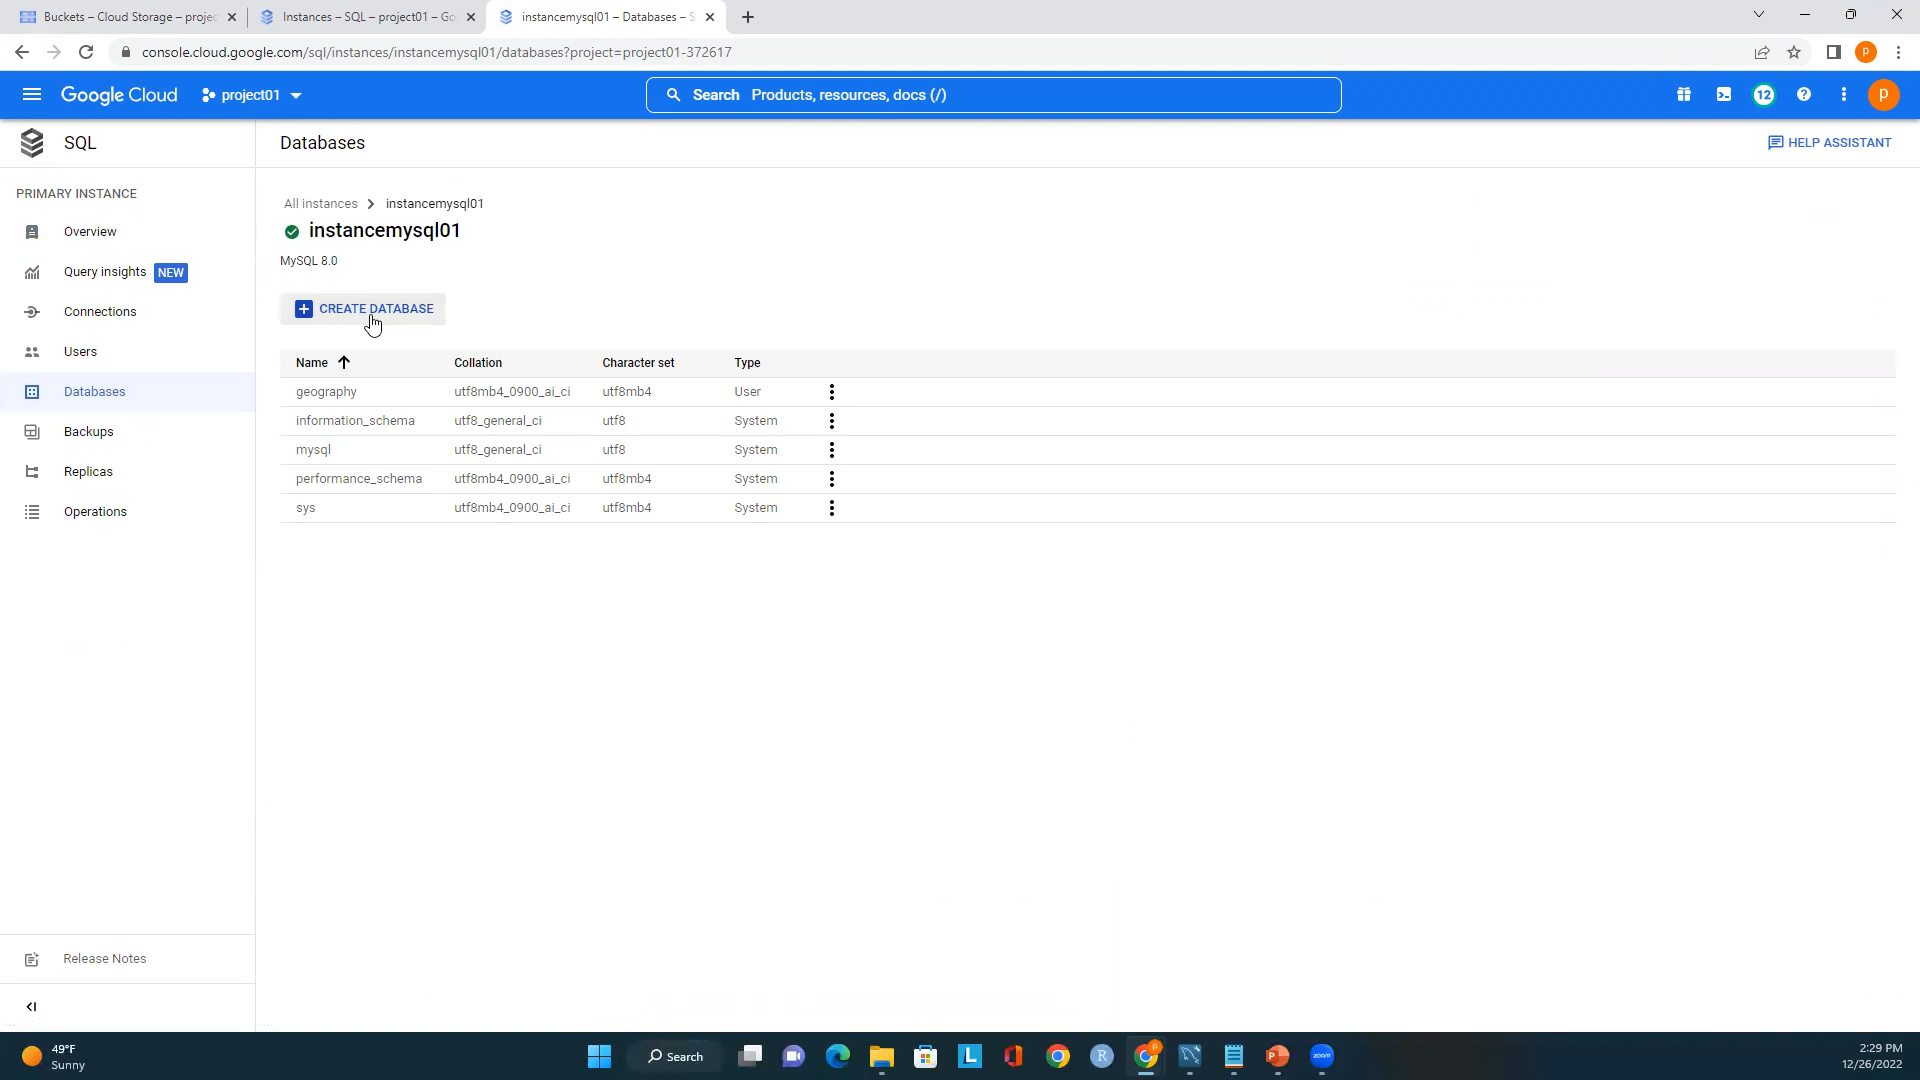 Buckets – Cloud Storage – projec
Instances – SQL – project01 – Go
instancemysql01 – Databases – S
console.cloud.google.com/sql/instances/instancemysql01/databases?project=project01-372617
P
Google Cloud
project01
Search Products, resources, docs (/)
12
P
SQL
Databases
HELP ASSISTANT
PRIMARY INSTANCE
Overview
Query insights NEW
Connections
Users
Databases
Backups
Replicas
Operations
Release Notes
All instances > instancemysql01
instancemysql01
MySQL 8.0
CREATE DATABASE
Name Collation Character set Type
geography utf8mb4_0900_ai_ci utf8mb4 User
information_schema utf8_general_ci utf8 System
mysql utf8_general_ci utf8 System
performance_schema utf8mb4_0900_ai_ci utf8mb4 System
sys utf8mb4_0900_ai_ci utf8mb4 System
49°F
Sunny
Search
L
R
P
zoom
2:29 PM
12/26/2022